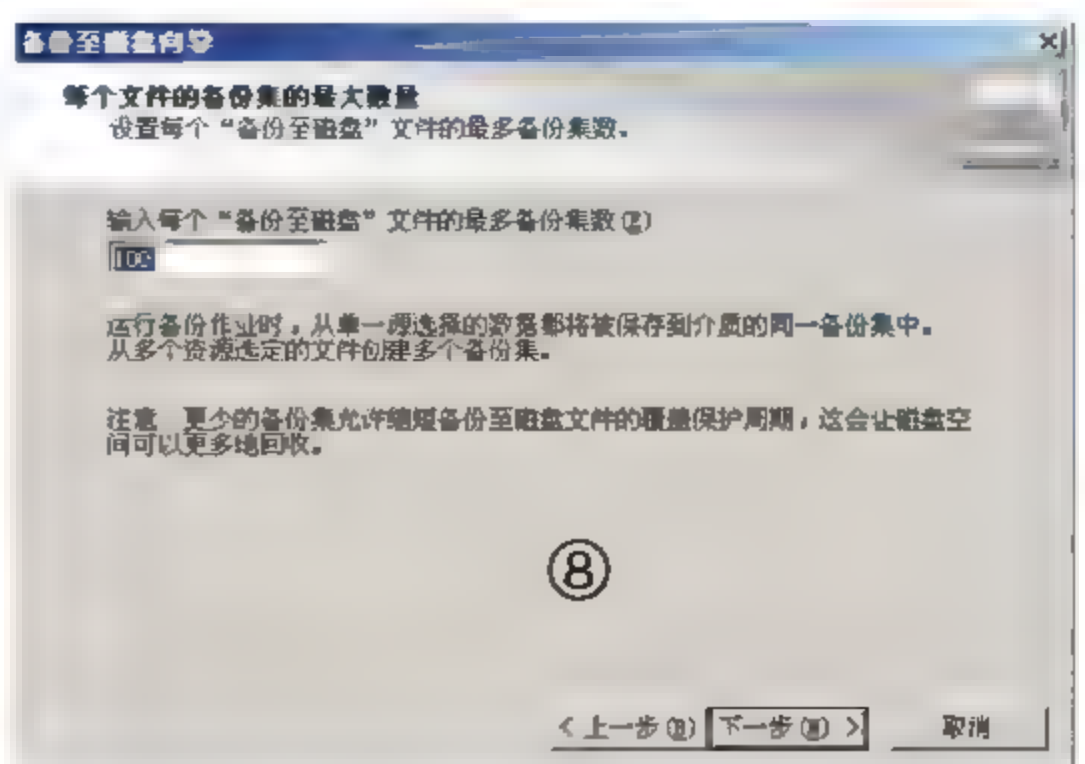 备份至磁盘向导
每个文件的备份集的最大数量
设置每个“备份至磁盘”文件的最多备份集数。
输入每个“备份至磁盘”文件的最多备份集数(E)
100
运行备份作业时，从单一源选择的数据都将被保存到介质的同一备份集中。
从多个资源选定的文件创建多个备份集。
注意 更少的备份集允许缩短备份至磁盘文件的覆盖保护周期，这会让磁盘空
间可以更多地回收。
⑧
< 上一步(B) 下一步(N) > 取消